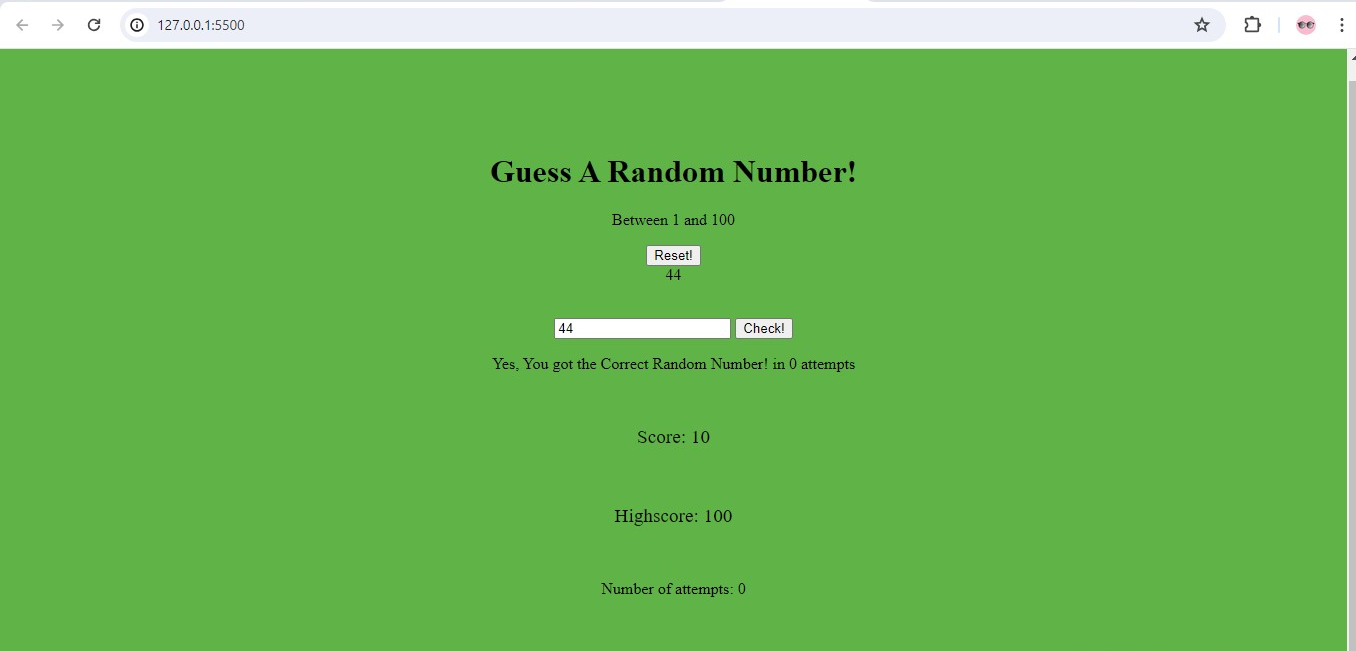 127.0.0.1:5500
Guess A Random Number!
Between 1 and 100
Reset!
44
44 Check!
Yes, You got the Correct Random Number! in 0 attempts
Score: 10
Highscore: 100
Number of attempts: 0